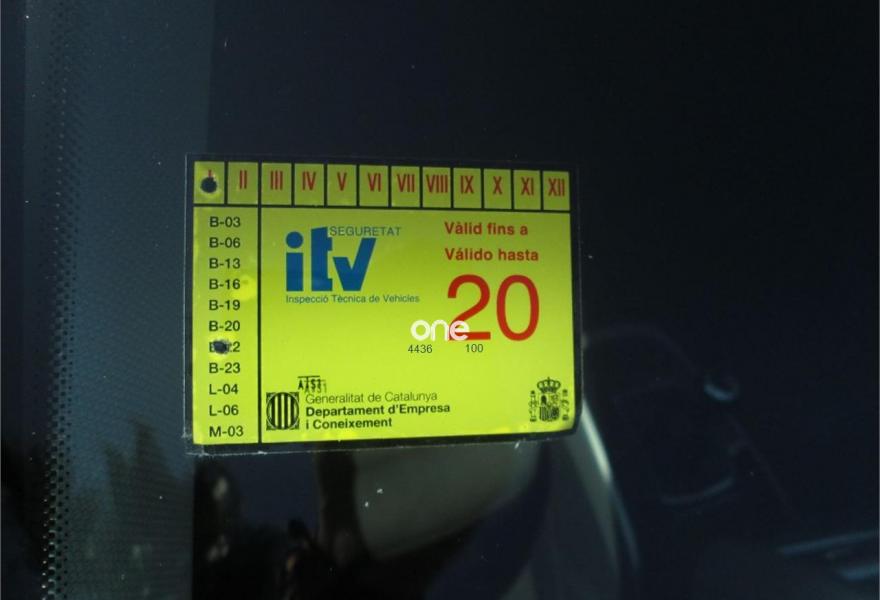 II III IV V VI VII VIII IX X XI XII
B-03
B-06
B-13
B-16
B-19
B-20
B-23
L-04
L-06
M-03
SEGURETAT
itv
Inspecció Tècnica de Vehicles
Vàlid fins a
Válido hasta
20
one
4436 100
Generalitat de Catalunya
Departament d'Empresa
i Coneixement